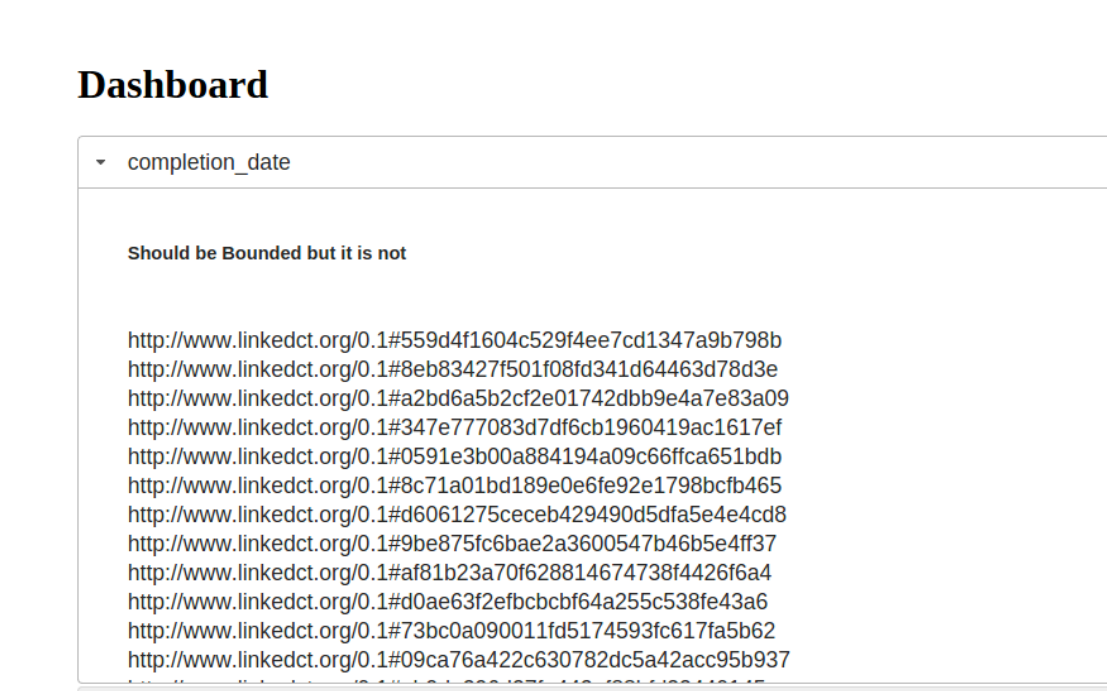 Dashboard
completion_date
Should be Bounded but it is not
http://www.linkedct.org/0.1#559d4f1604c529f4ee7cd1347a9b798b
http://www.linkedct.org/0.1#8eb83427f501f08fd341d64463d78d3e
http://www.linkedct.org/0.1#a2bd6a5b2cf2e01742dbb9e4a7e83a09
http://www.linkedct.org/0.1#347e777083d7df6cb1960419ac1617ef
http://www.linkedct.org/0.1#0591e3b00a884194a09c66ffca651bdb
http://www.linkedct.org/0.1#8c71a01bd189e0e6fe92e1798bcfb465
http://www.linkedct.org/0.1#d6061275ceceb429490d5dfa5e4e4cd8
http://www.linkedct.org/0.1#9be875fc6bae2a3600547b46b5e4ff37
http://www.linkedct.org/0.1#af81b23a70f628814674738f4426f6a4
http://www.linkedct.org/0.1#d0ae63f2efbcbcbf64a255c538fe43a6
http://www.linkedct.org/0.1#73bc0a090011fd5174593fc617fa5b62
http://www.linkedct.org/0.1#09ca76a422c630782dc5a42acc95b937